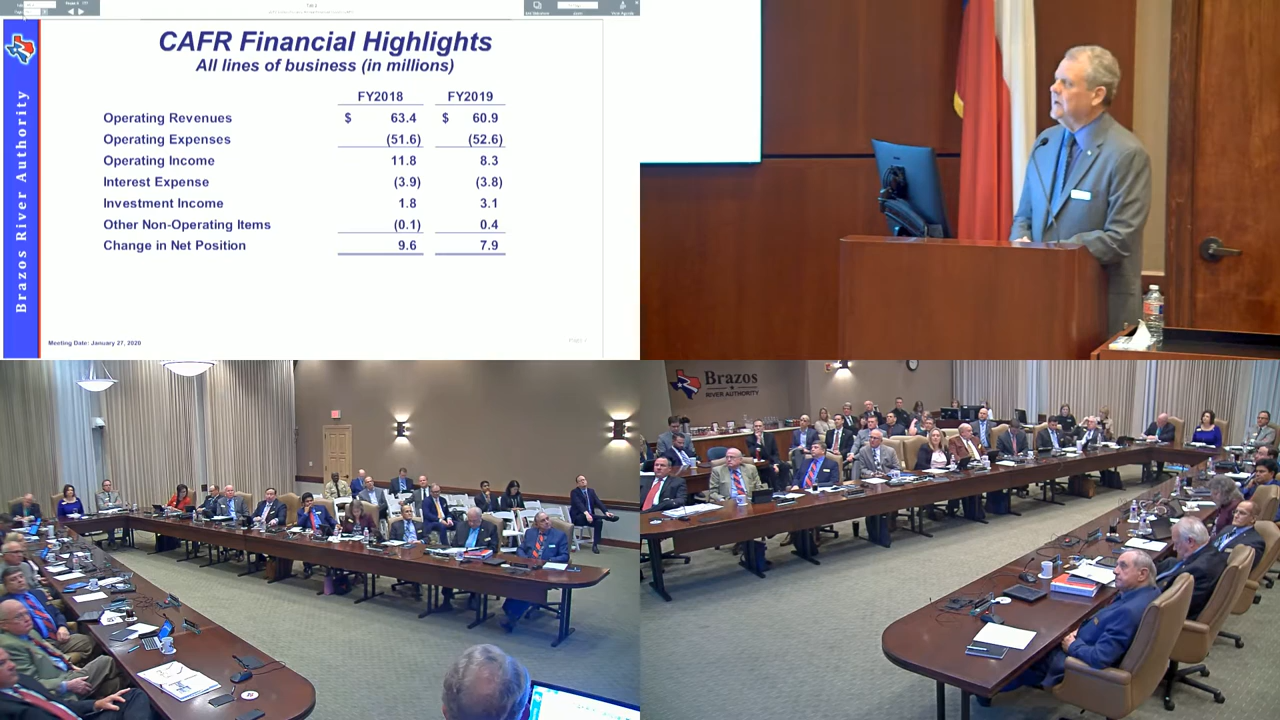 CAFR Financial Highlights
All lines of business (in millions)
FY2018 FY2019
Operating Revenues $ 63.4 $ 60.9
Operating Expenses (51.6) (52.6)
Operating Income 11.8 8.3
Interest Expense (3.9) (3.8)
Investment Income 1.8 3.1
Other Non-Operating Items (0.1) 0.4
Change in Net Position 9.6 7.9
Meeting Date: January 27, 2020
Brazos River Authority
Brazos
RIVER AUTHORITY